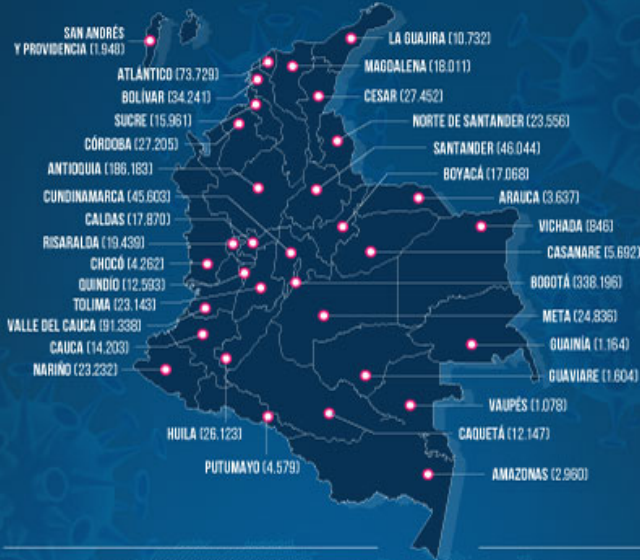 SAN ANDRÉS
Y PROVIDENCIA (1.948)
ATLÁNTICO (73.729)
BOLÍVAR (34.241)
SUCRE (15.961)
CÓRDOBA (27.205)
ANTIOQUIA (186.183)
CUNDINAMARCA (45.603)
CALDAS (17.870)
RISARALDA (19.439)
CHOCÓ (4.262)
QUINDÍO (12.593)
TOLIMA (23.143)
VALLE DEL CAUCA (91.338)
CAUCA (14.203)
NARIÑO (23.232)
HUILA (26.123)
PUTUMAYO (4.579)
LA GUAJIRA (10.732)
MAGDALENA (18.011)
CESAR (27.452)
NORTE DE SANTANDER (23.556)
SANTANDER (46.044)
BOYACÁ (17.068)
ARAUCA (3.637)
VICHADA (846)
CASANARE (5.692)
BOGOTÁ (338.196)
META (24.836)
GUAINÍA (1.164)
GUAVIARE (1.604)
VAUPÉS (1.078)
CAQUETÁ (12.147)
AMAZONAS (2.960)